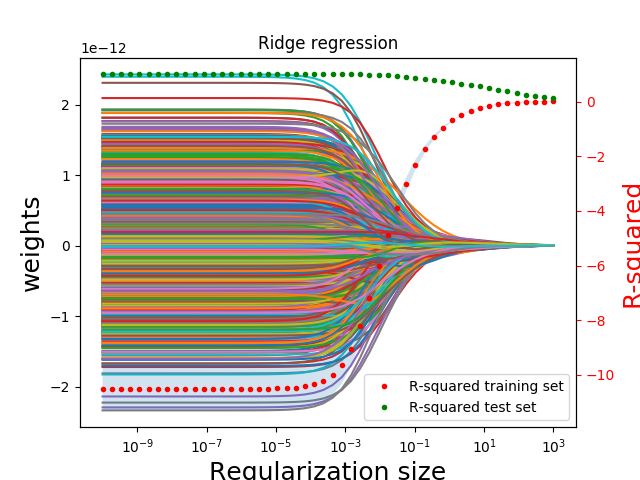 Ridge regression
1e−12
2
1
0
−1
−2
weights
0
−2
−4
−6
−8
−10
R-squared
R-squared training set
R-squared test set
10⁻⁹
10⁻⁷
10⁻⁵
10⁻³
10⁻¹
10¹
10³
Regularization size